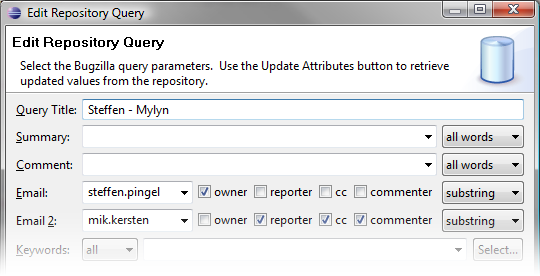 Edit Repository Query
Edit Repository Query
Select the Bugzilla query parameters. Use the Update Attributes button to retrieve
updated values from the repository.
Query Title: Steffen - Mylyn
Summary: all words
Comment: all words
Email: steffen.pingel owner reporter cc commenter substring
Email 2: mik.kersten owner reporter cc commenter substring
Keywords: all Select...